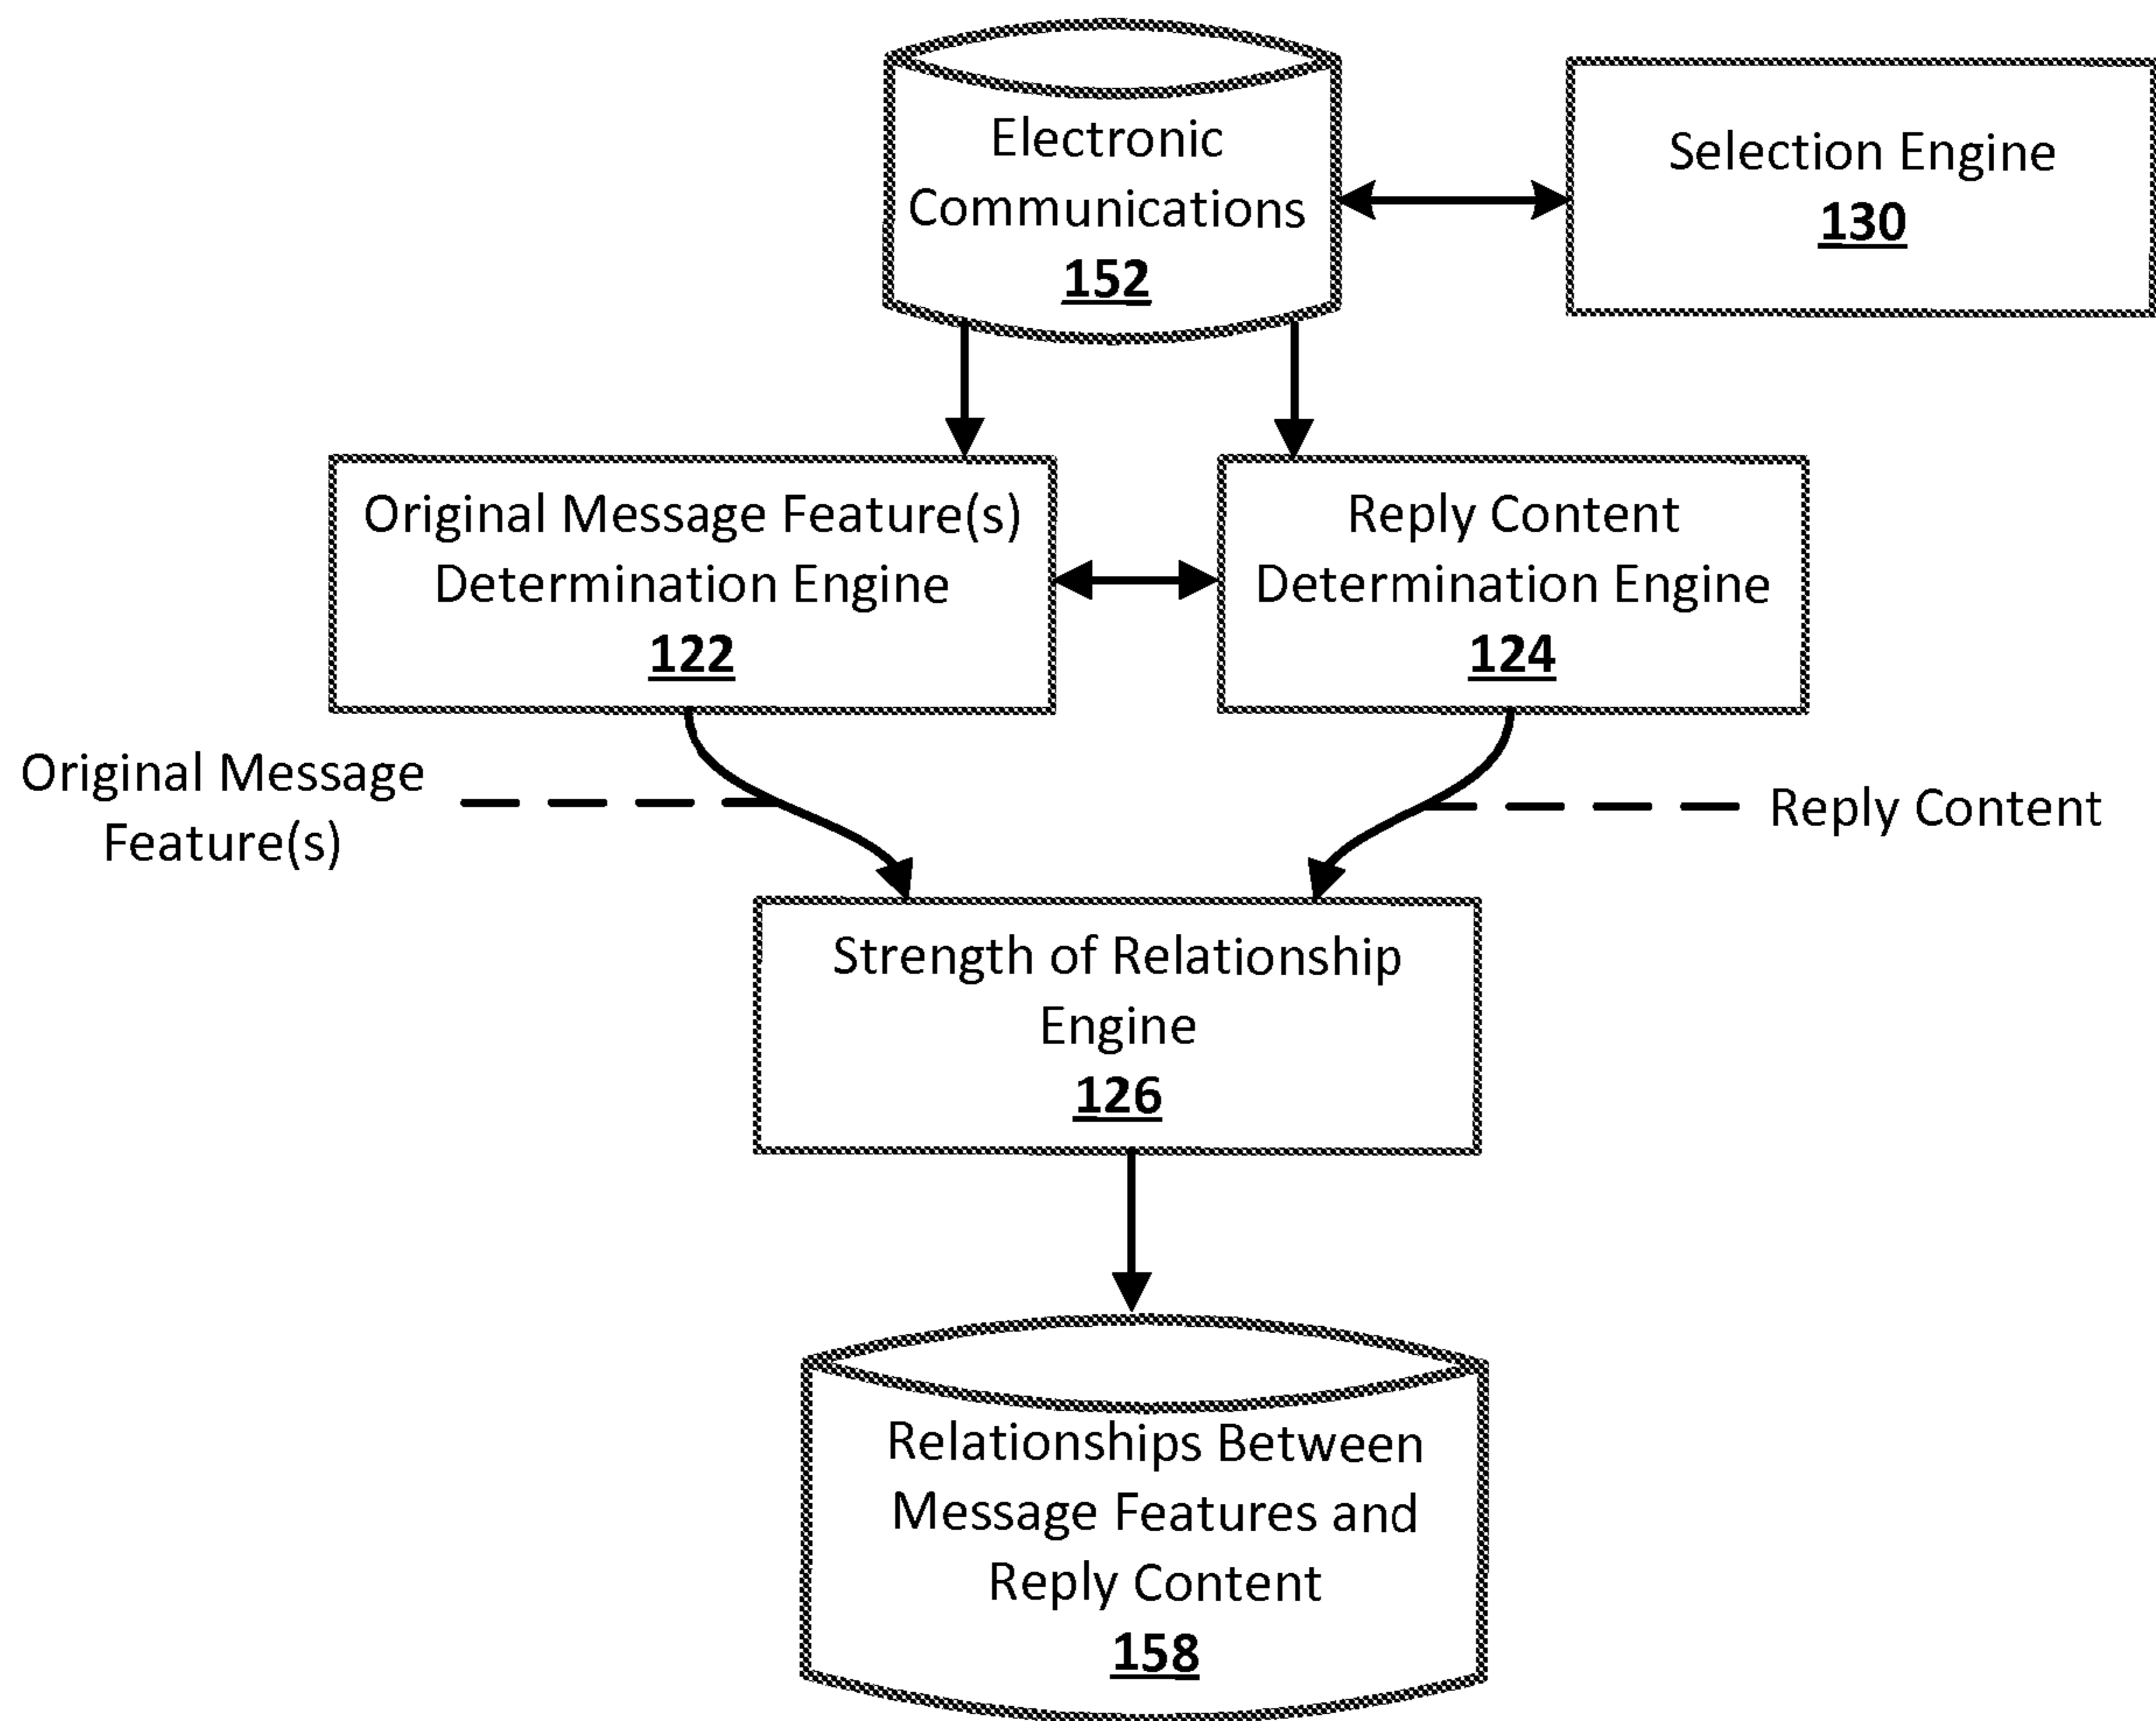 Electronic
Communications
152
Selection Engine
130
Original Message Feature(s)
Determination Engine
122
Reply Content
Determination Engine
124
Original Message
Feature(s)
Reply Content
Strength of Relationship
Engine
126
Relationships Between
Message Features and
Reply Content
158